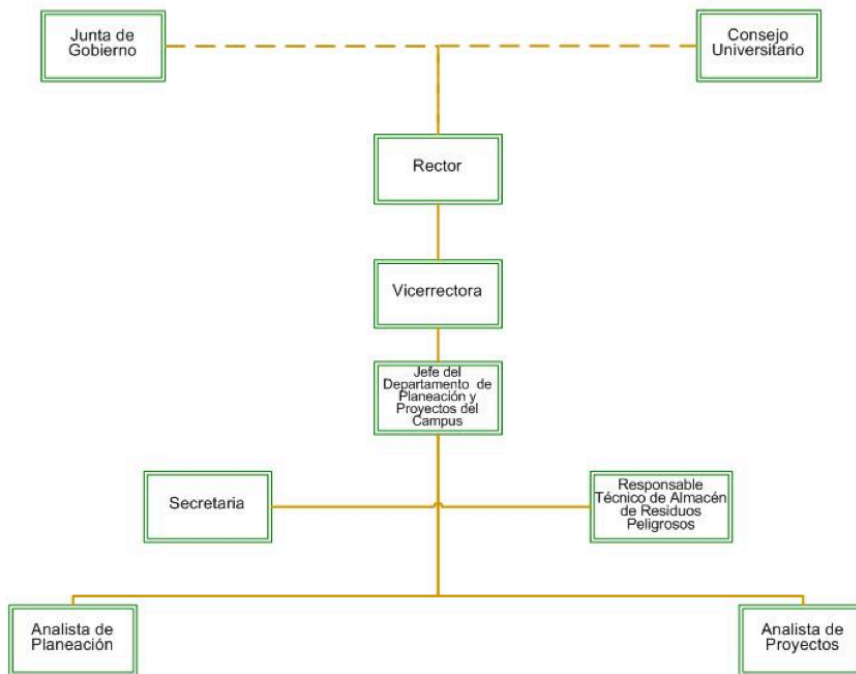 Junta de
Gobierno
Consejo
Universitario
Rector
Vicerrectora
Jefe del
Departamento de
Planeación y
Proyectos del
Campus
Secretaria
Responsable
Técnico de Almacén
de Residuos
Peligrosos
Analista de
Planeación
Analista de
Proyectos